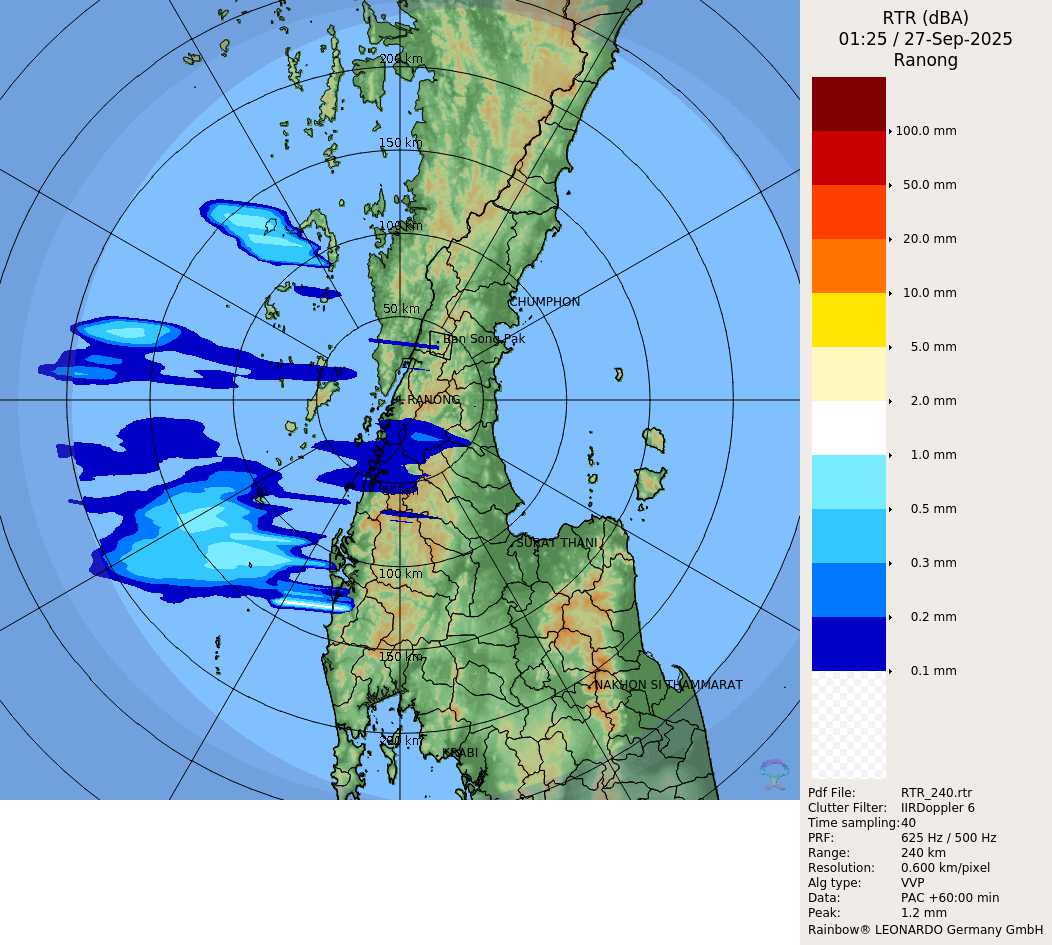 RTR (dBA)
01:25 / 27-Sep-2025
Ranong
100.0 mm
50.0 mm
20.0 mm
10.0 mm
5.0 mm
2.0 mm
1.0 mm
0.5 mm
0.3 mm
0.2 mm
0.1 mm
Pdf File: RTR_240.rtr
Clutter Filter: IIRDoppler 6
Time sampling:40
PRF: 625 Hz / 500 Hz
Range: 240 km
Resolution: 0.600 km/pixel
Alg type: VVP
Data: PAC +60:00 min
Peak: 1.2 mm
Rainbow® LEONARDO Germany GmbH
200 km
150 km
100 km
CHUMPHON
50 km
Ban Song Pak
RANONG
50 km
SURAT THANI
100 km
150 km
NAKHON SI THAMMARAT
200 km
KRABI